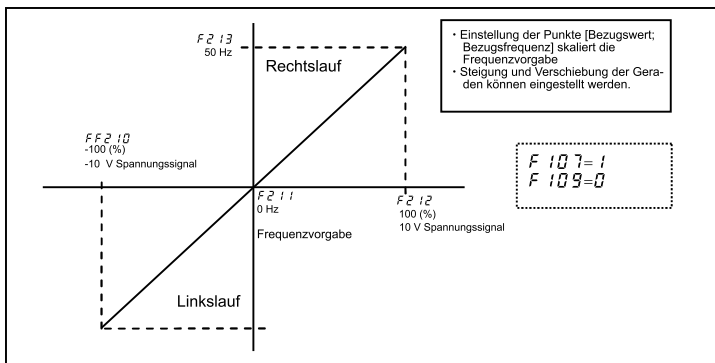 F213
50 Hz
Rechtslauf
· Einstellung der Punkte [Bezugswert;
Bezugsfrequenz] skaliert die
Frequenzvorgabe
· Steigung und Verschiebung der Gera-
den können eingestellt werden.
FF210
-100 (%)
-10 V Spannungssignal
F107=1
F109=0
F211
0 Hz
Frequenzvorgabe
F212
100 (%)
10 V Spannungssignal
Linkslauf